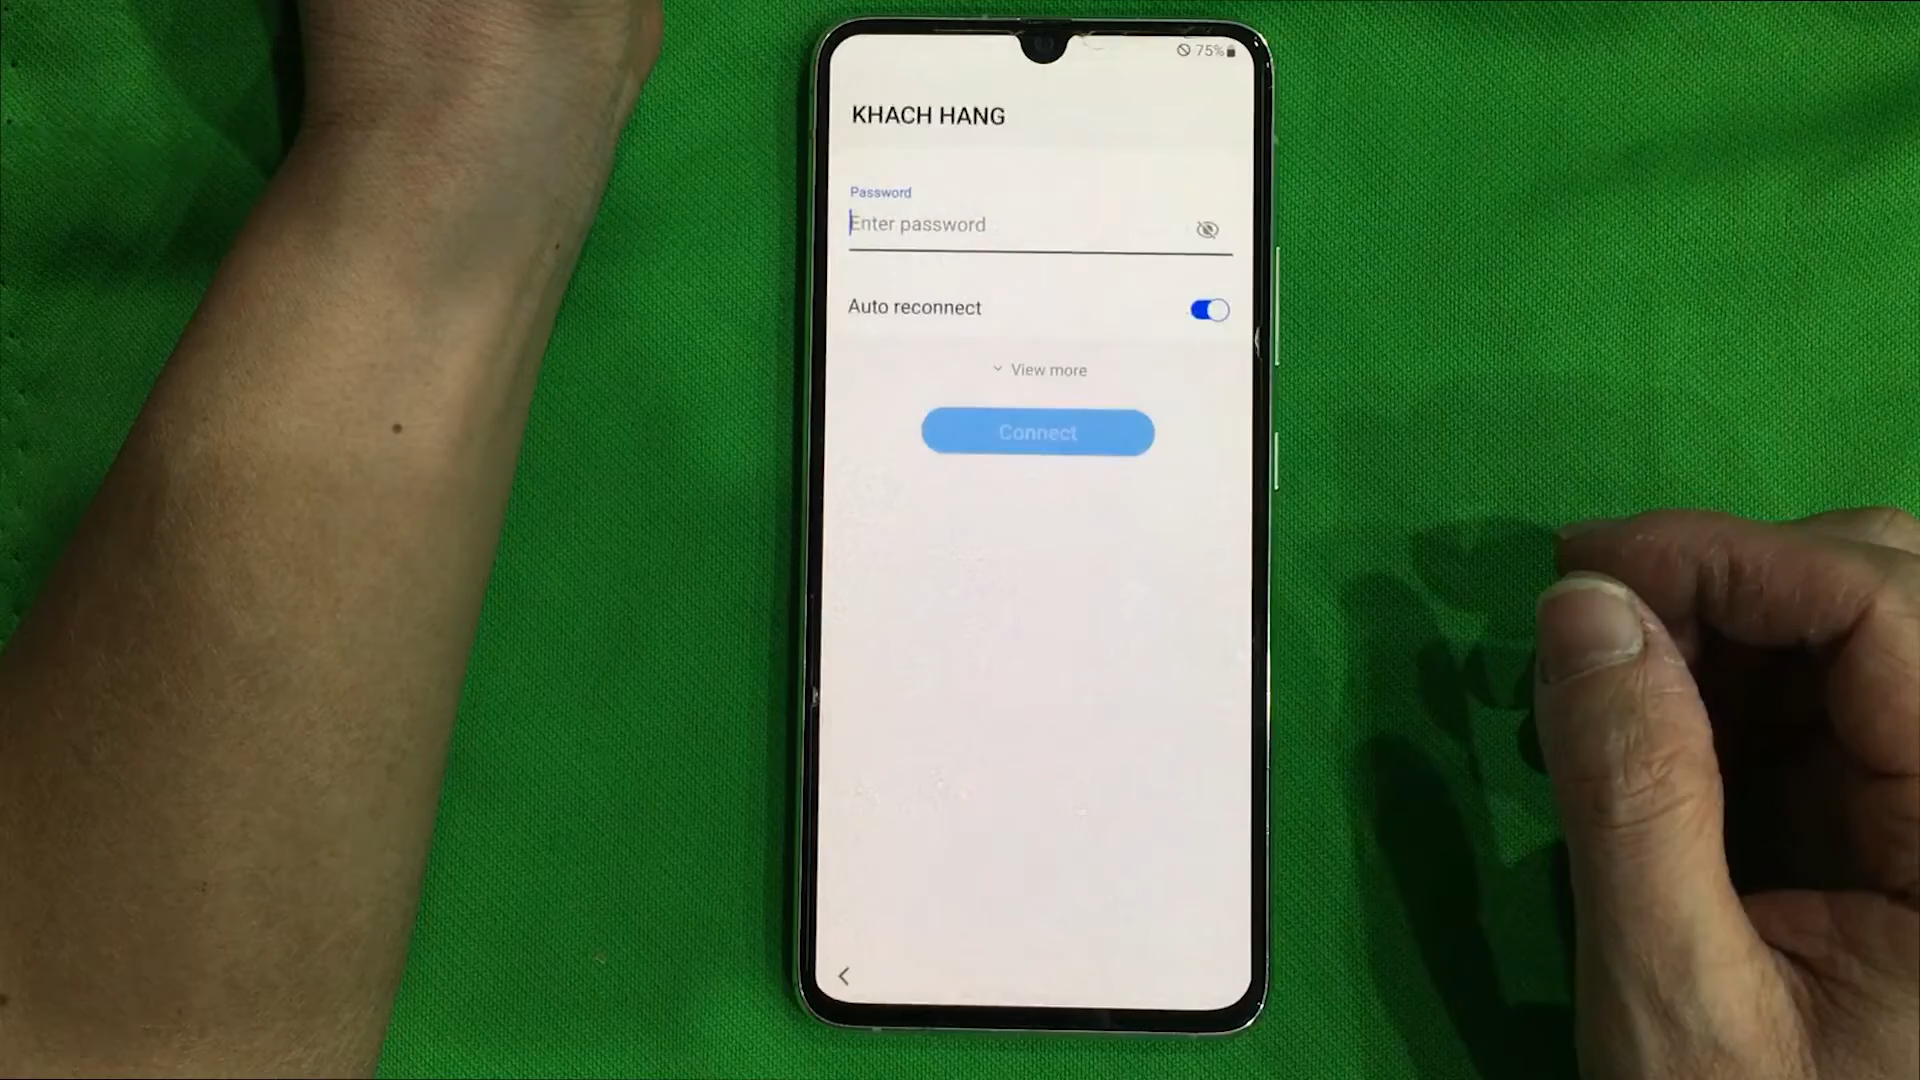 75%
KHACH HANG
Password
Enter password
Auto reconnect
View more
Connect